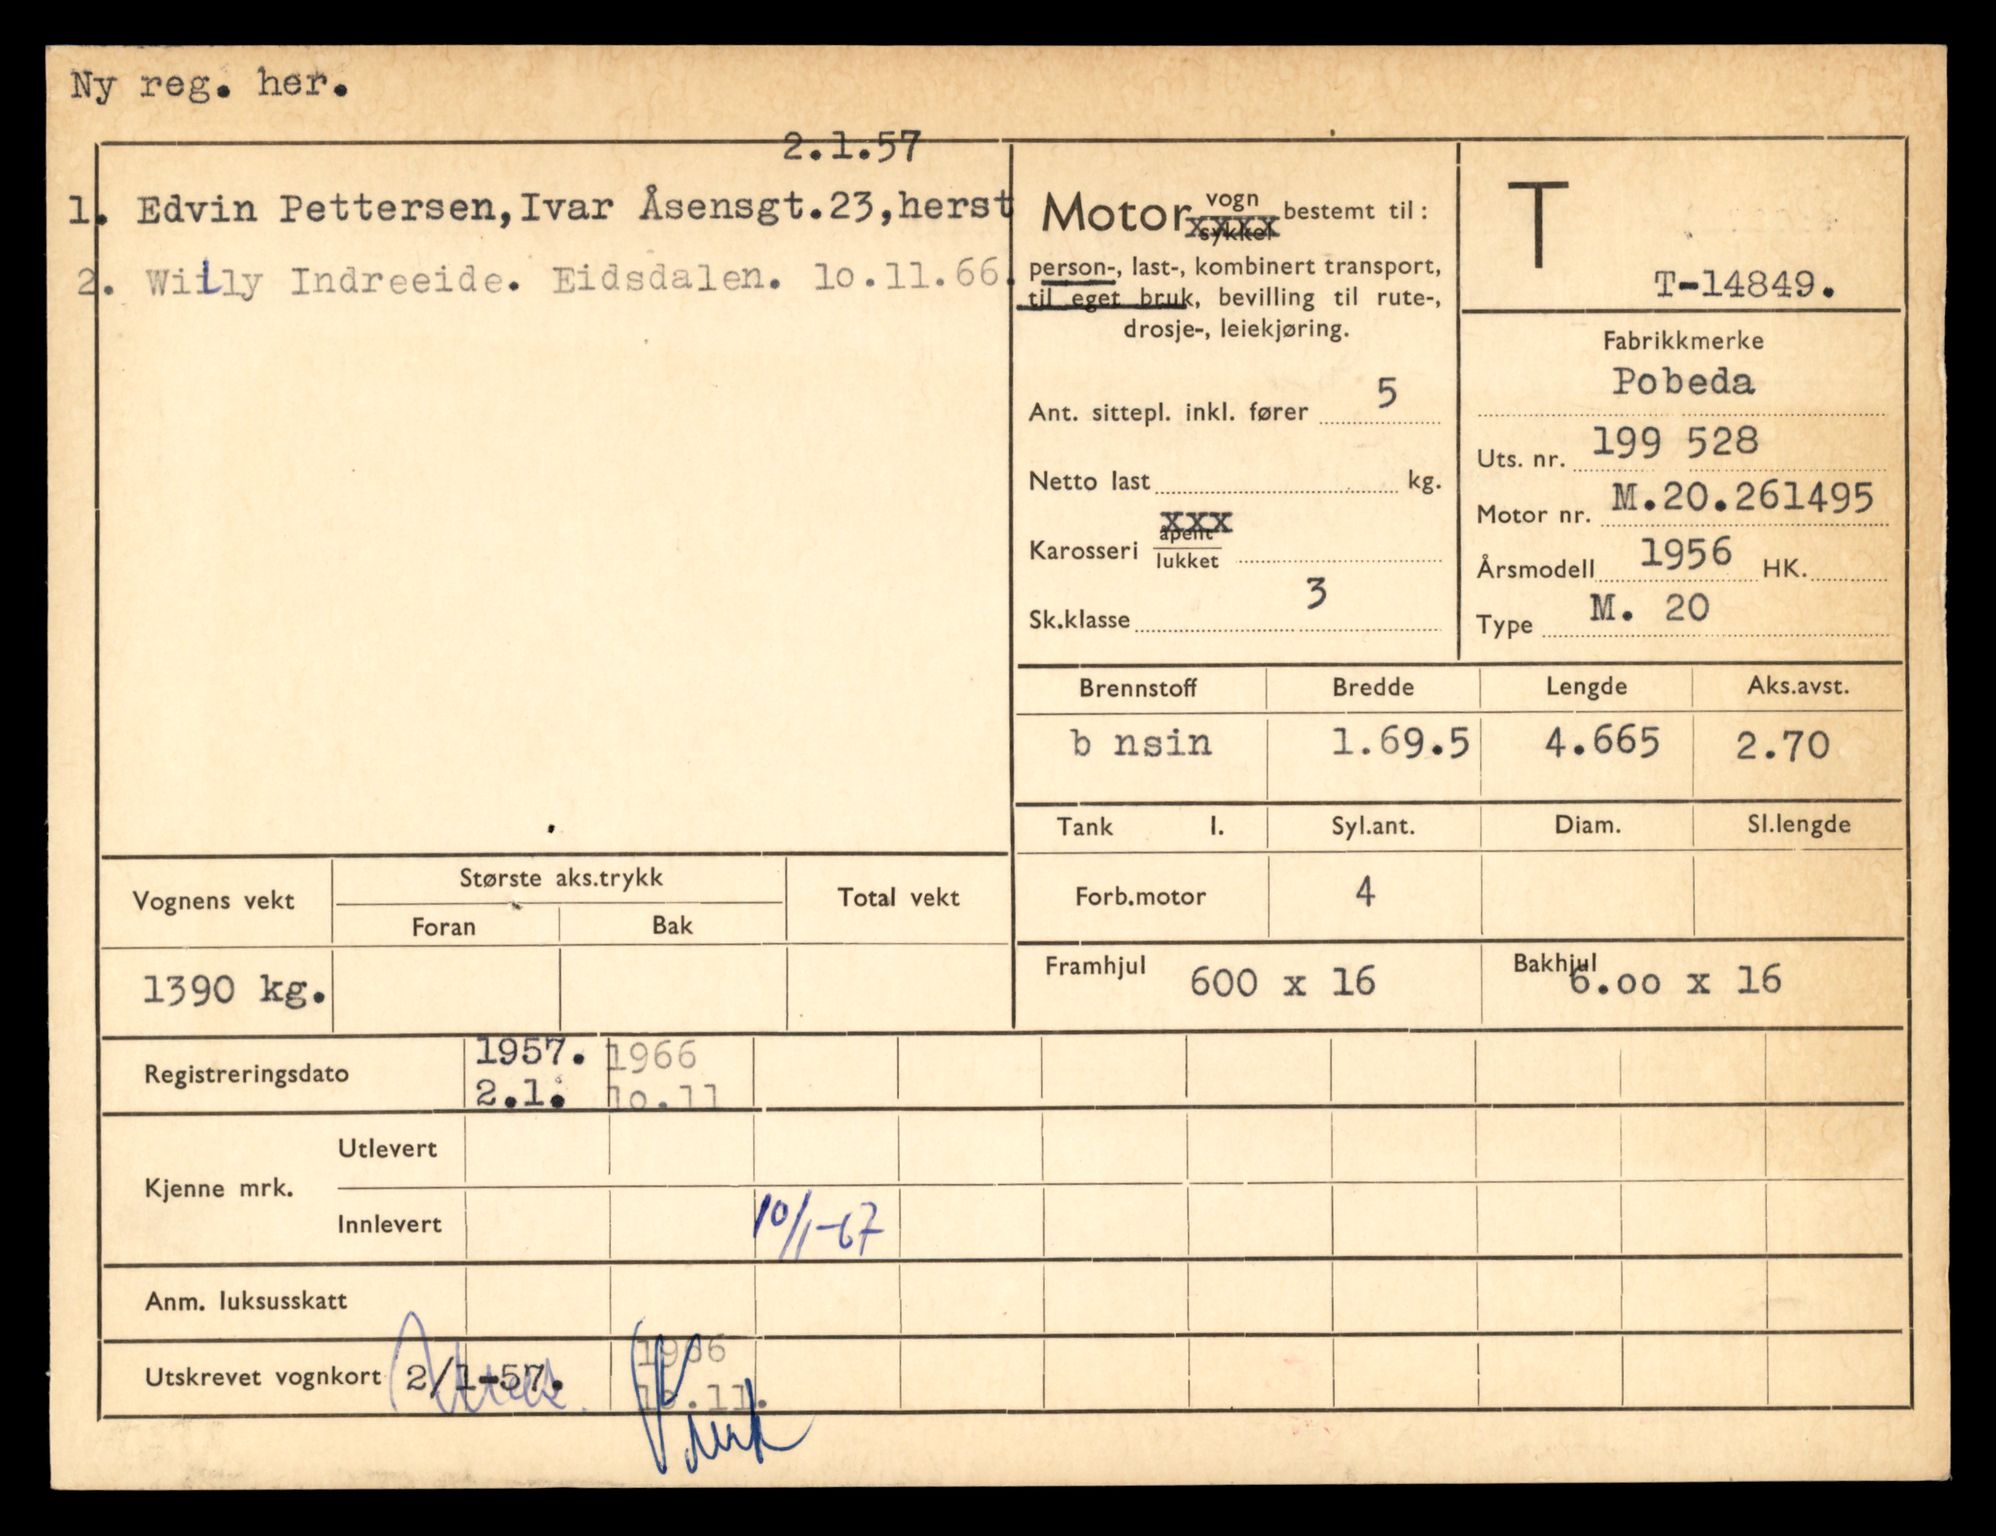 Ny reg. her.
2.1.57
1. Edvin Pettersen, Ivar Åsensgt.23, herst
2. Willy Indreeide. Eidsdalen. 10.11.66.
Motor vogn sykkel bestemt til:
person-, last-, kombinert transport,
til eget bruk, bevilling til rute-,
drosje-, leiekjøring.
Ant. sittepl. inkl. fører 5
Netto last kg.
Karosseri åpent xxx
lukket
Sk.klasse 3
T
T-14849.
Fabrikkmerke
Pobeda
Uts. nr. 199 528
Motor nr. M.20.261495
Årsmodell 1956 HK.
Type M. 20
Brennstoff Bredde Lengde Aks.avst.
b nsin 1.69.5 4.665 2.70
Tank l. Syl.ant. Diam. Sl.lengde
Forb.motor 4
Framhjul 600 x 16 Bakhjul 6.oo x 16
Vognens vekt Største aks.trykk Total vekt
Foran Bak
1390 kg.
Registreringsdato 1957. 1966
2.1. 10.11
Kjenne mrk. Utlevert
Innlevert 10/1-67
Anm. luksusskatt
Utskrevet vognkort 2/1-57. 1966
10.11.